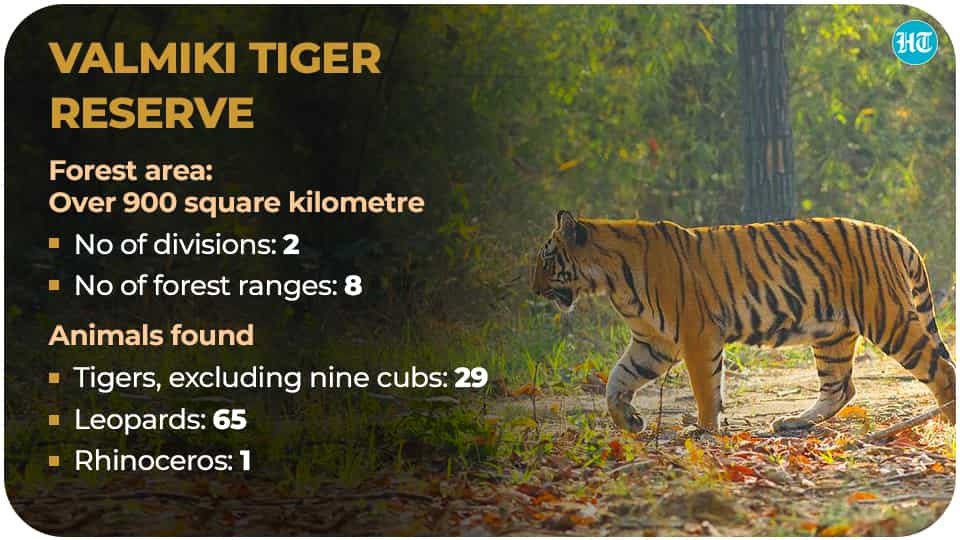 HT
VALMIKI TIGER
RESERVE
Forest area:
Over 900 square kilometre
No of divisions: 2
No of forest ranges: 8
Animals found
Tigers, excluding nine cubs: 29
Leopards: 65
Rhinoceros: 1